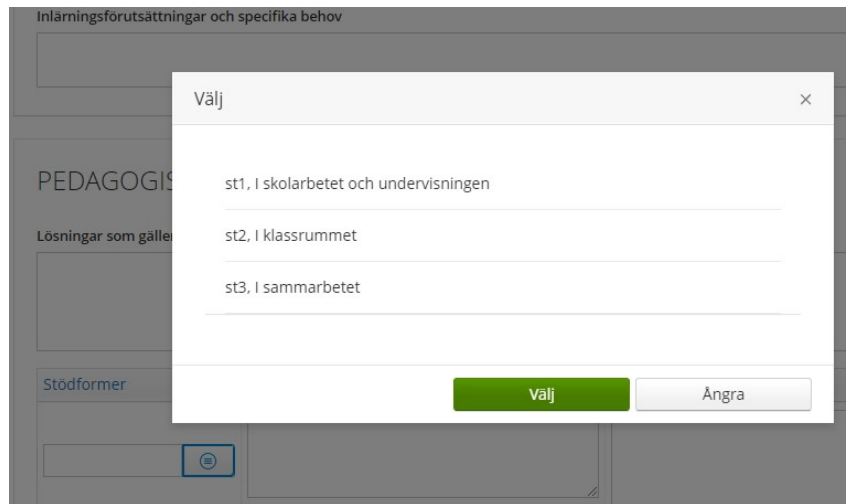 Inlärningsförutsättningar och specifika behov
Välj
×
PEDAGOGIS
st1, I skolarbetet och undervisningen
Lösningar som gäller
st2, I klassrummet
st3, I sammarbetet
Stödformer
Välj
Ångra